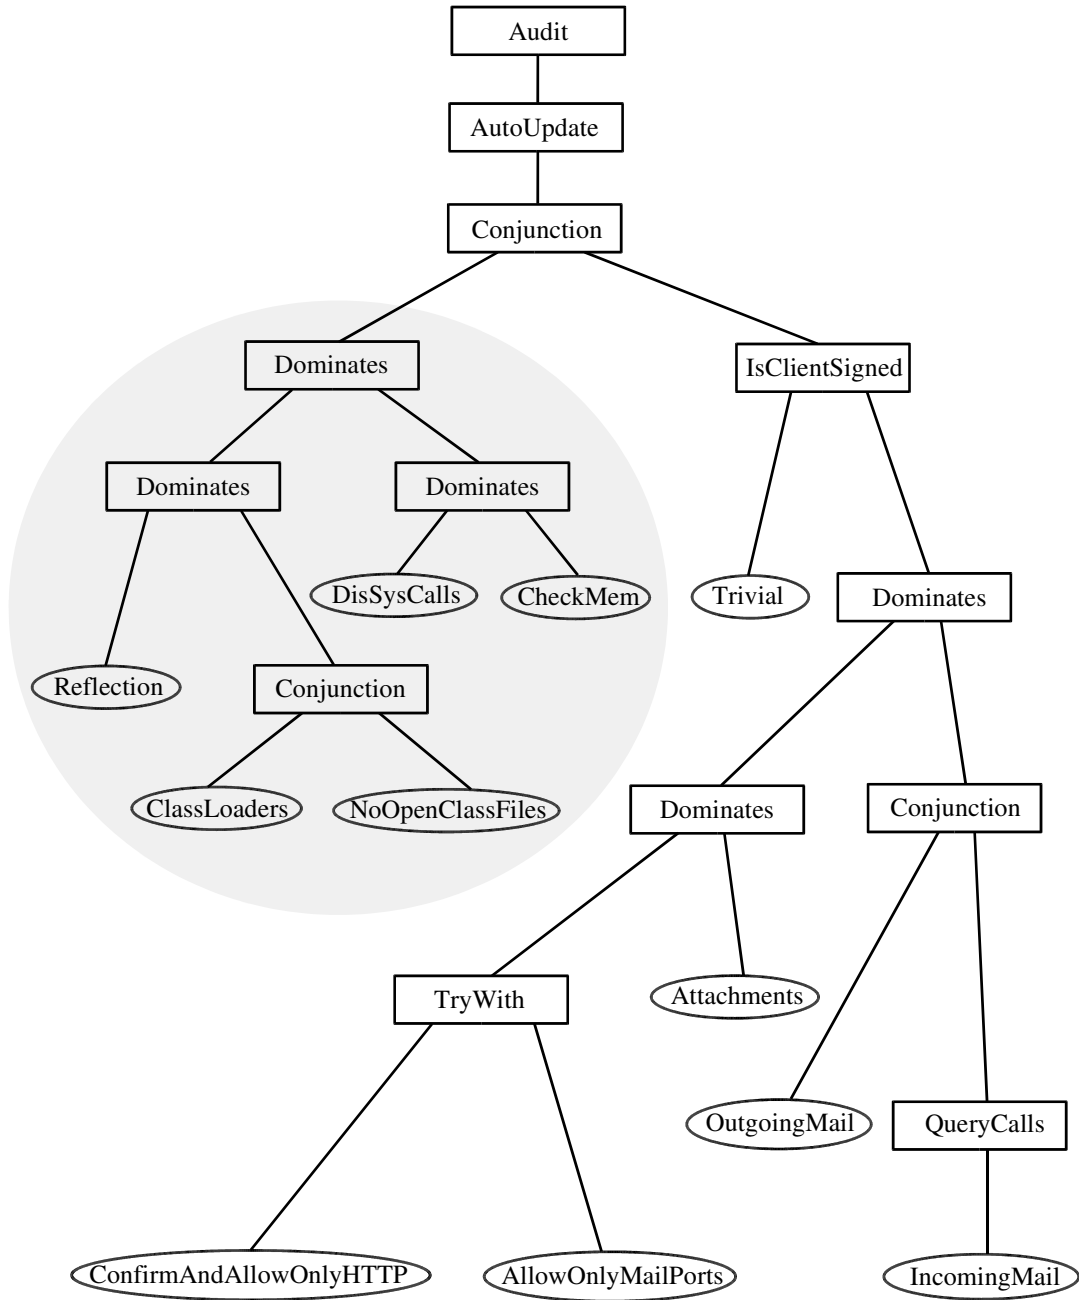 Audit
AutoUpdate
Conjunction
Dominates
IsClientSigned
Dominates
Dominates
DisSysCalls
CheckMem
Trivial
Dominates
Reflection
Conjunction
ClassLoaders
NoOpenClassFiles
Dominates
Conjunction
TryWith
Attachments
OutgoingMail
QueryCalls
ConfirmAndAllowOnlyHTTP
AllowOnlyMailPorts
IncomingMail